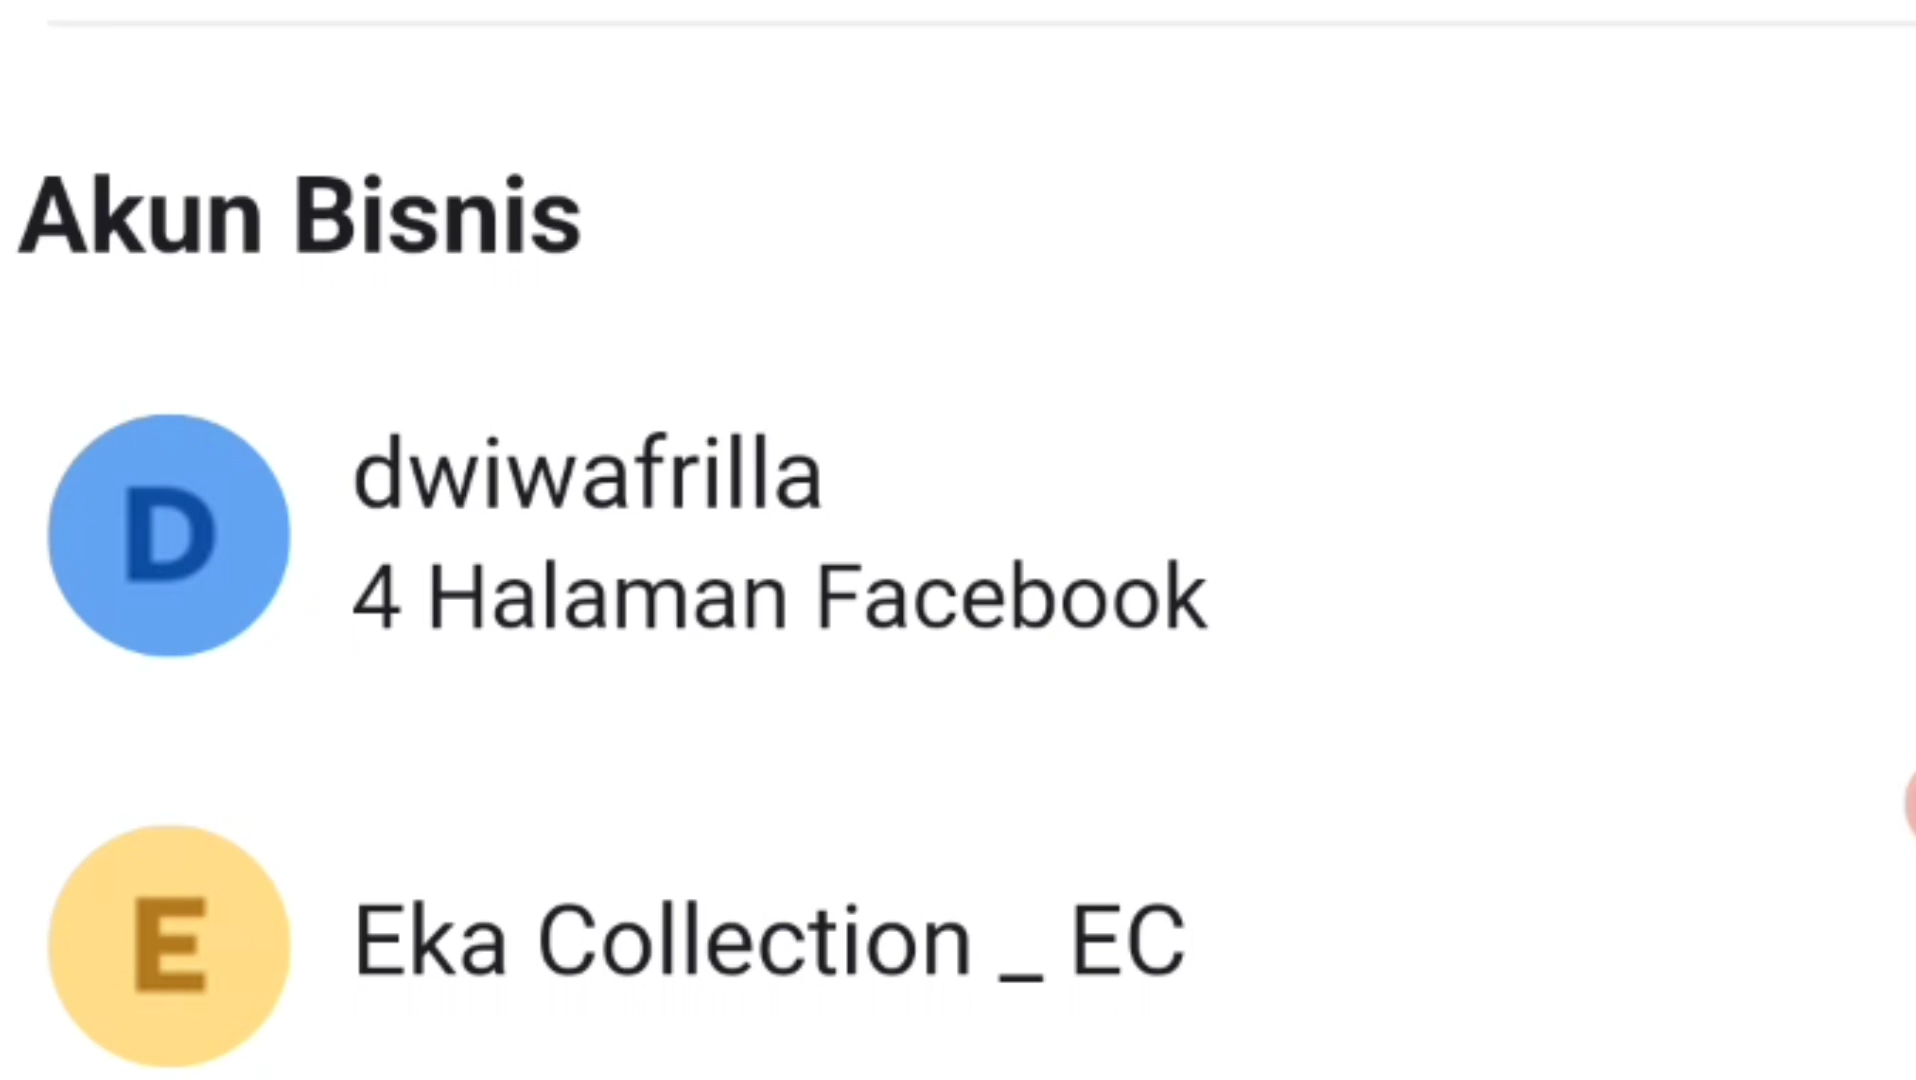 Akun Bisnis
D
dwiwafrilla
4 Halaman Facebook
E
Eka Collection _ EC